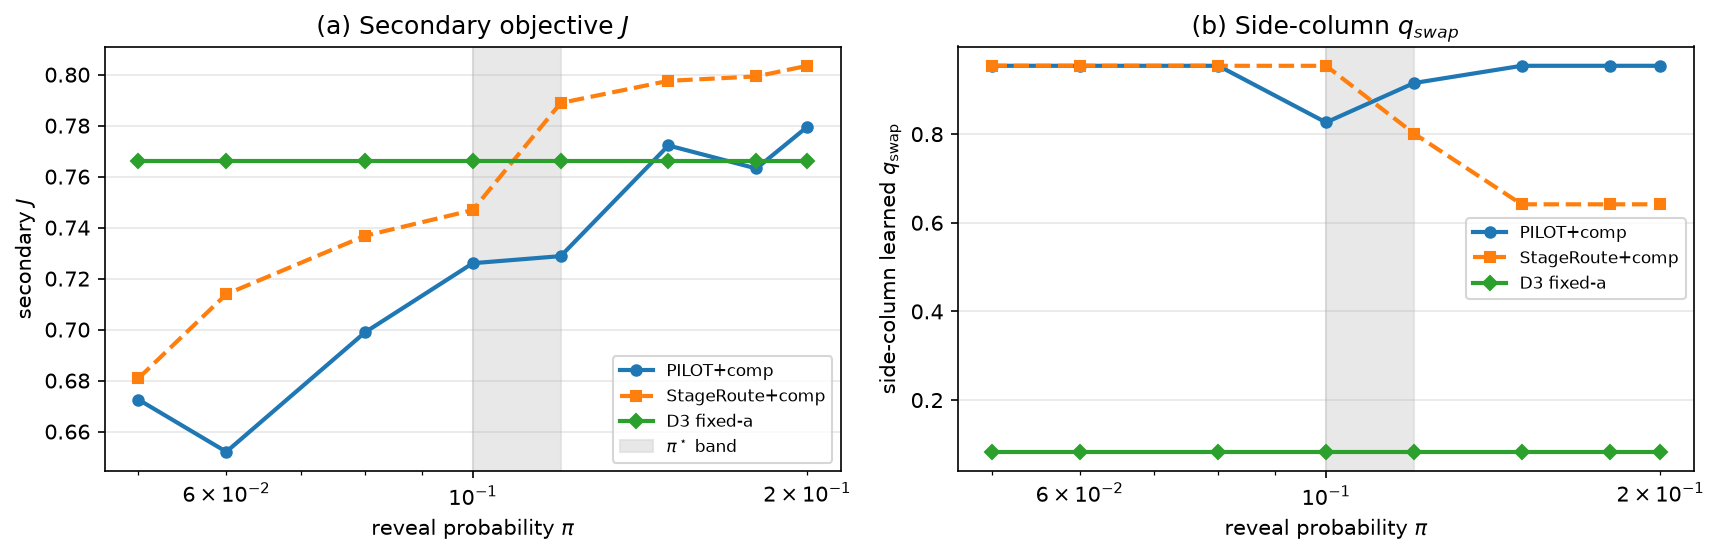 (a) Secondary objective J
secondary J
0.80
0.78
0.76
0.74
0.72
0.70
0.68
0.66
PILOT+comp
StageRoute+comp
D3 fixed-a
π⋆ band
6 × 10⁻²
10⁻¹
2 × 10⁻¹
reveal probability π
(b) Side-column q_swap
side-column learned q_swap
0.8
0.6
0.4
0.2
PILOT+comp
StageRoute+comp
D3 fixed-a
6 × 10⁻²
10⁻¹
2 × 10⁻¹
reveal probability π